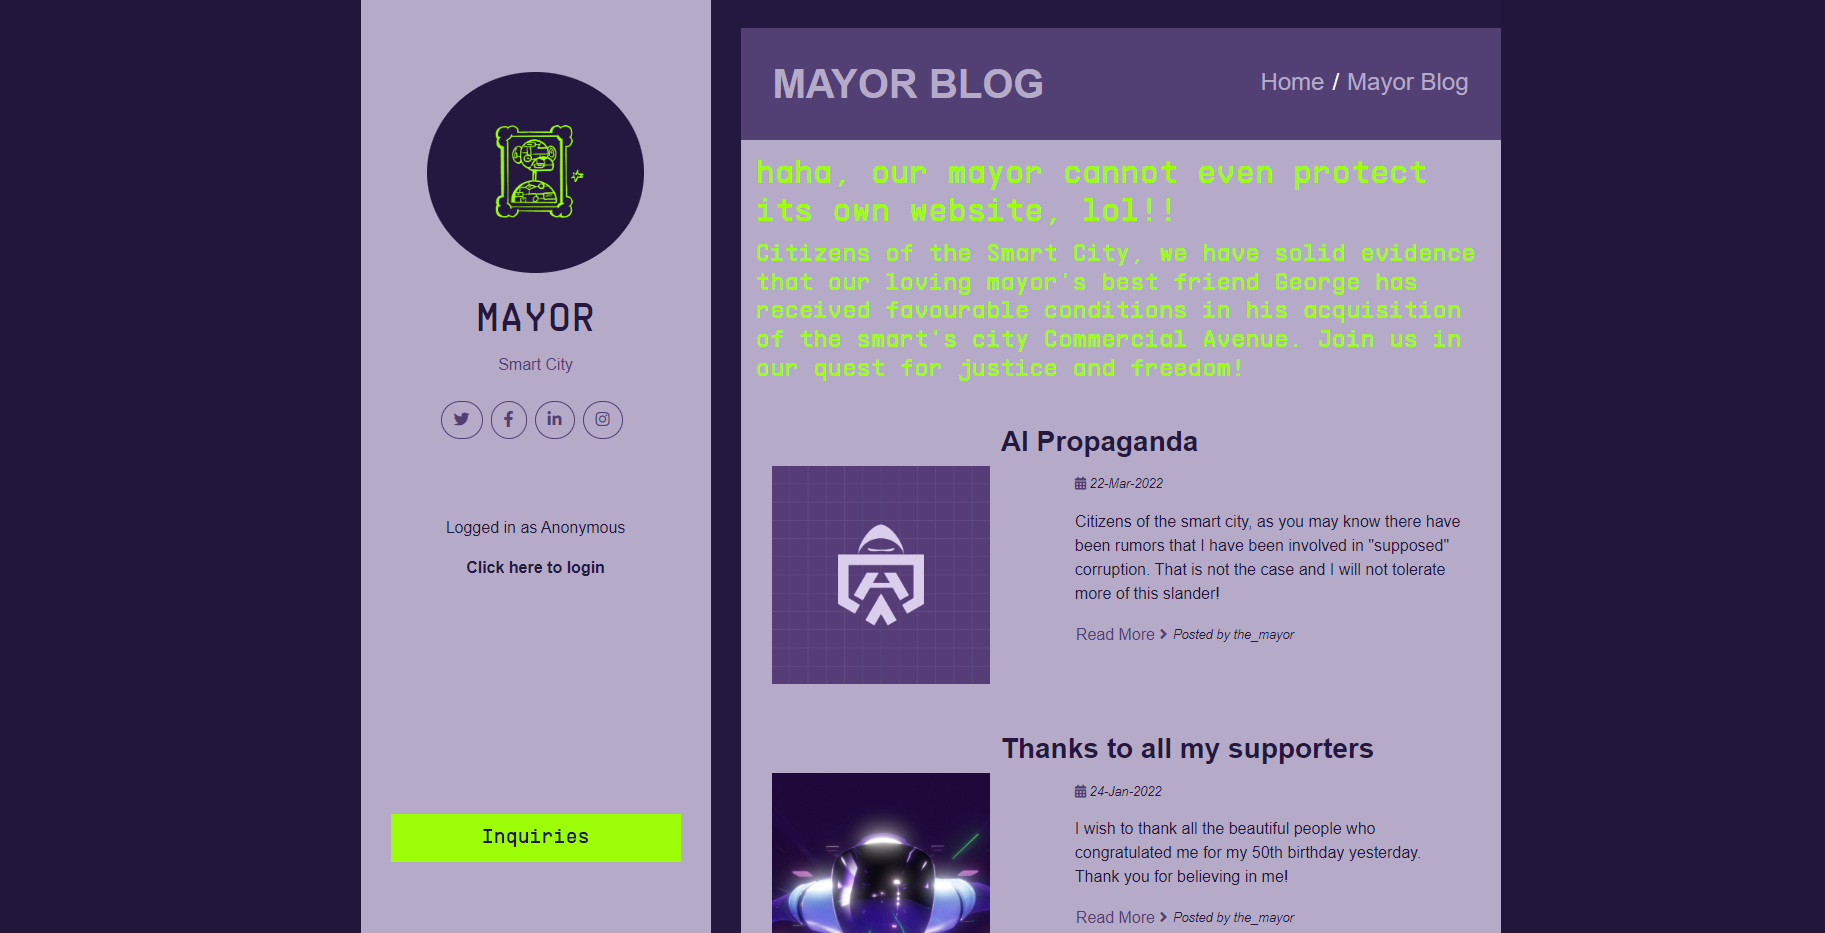 MAYOR
Smart City
Logged in as Anonymous
Click here to login
Inquiries
MAYOR BLOG
Home / Mayor Blog
haha, our mayor cannot even protect
its own website, lol!!
Citizens of the Smart City, we have solid evidence
that our loving mayor's best friend George has
received favourable conditions in his acquisition
of the smart's city Commercial Avenue. Join us in
our quest for justice and freedom!
AI Propaganda
22-Mar-2022
Citizens of the smart city, as you may know there have
been rumors that I have been involved in "supposed"
corruption. That is not the case and I will not tolerate
more of this slander!
Read More Posted by the_mayor
Thanks to all my supporters
24-Jan-2022
I wish to thank all the beautiful people who
congratulated me for my 50th birthday yesterday.
Thank you for believing in me!
Read More Posted by the_mayor